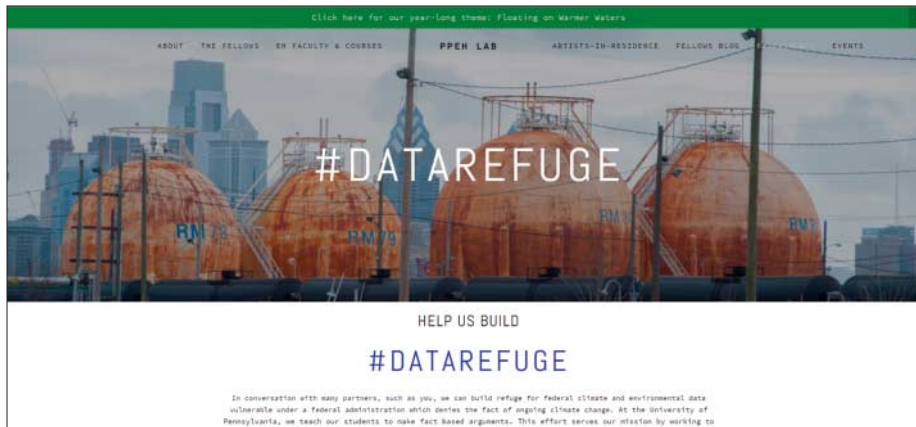 Click here for our year-long theme: Floating on Warmer Waters
ABOUT THE FELLOWS EH FACULTY & COURSES PPEH LAB ARTISTS-IN-RESIDENCE FELLOWS BLOG EVENTS
#DATAREFUGE
RM 78 RM 79 RM
HELP US BUILD
#DATAREFUGE
In conversation with many partners, such as you, we can build refuge for federal climate and environmental data
vulnerable under a federal administration which denies the fact of ongoing climate change. At the University of
Pennsylvania, we teach our students to make fact based arguments. This effort serves our mission by working to